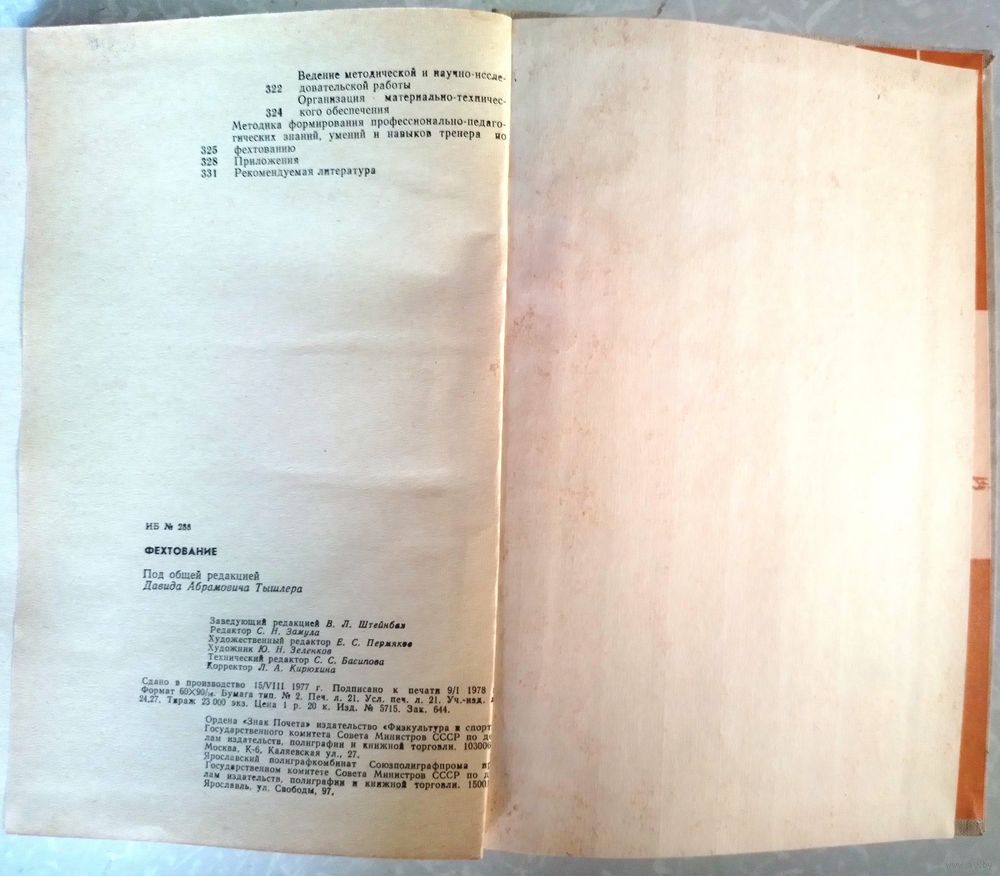 Ведение методической и научно-иссле-
322 довательской работы
Организация материально-техничес-
324 кого обеспечения
Методика формирования профессионально-педаго-
гических знаний, умений и навыков тренера по
325 фехтованию
328 Приложения
331 Рекомендуемая литература
ИБ № 288
ФЕХТОВАНИЕ
Под общей редакцией
Давида Абрамовича Тышлера
Заведующий редакцией В. Л. Штейнбах
Редактор С. Н. Замула
Художественный редактор Е. С. Пермяков
Художник Ю. Н. Зеленков
Технический редактор С. С. Басипова
Корректор Л. А. Кирюхина
Сдано в производство 15/VIII 1977 г. Подписано к печати 9/I 1978
Формат 60×90/16. Бумага тип. № 2. Печ. л. 21. Усл. печ. л. 21. Уч.-изд.
24,27. Тираж 23 000 экз. Цена 1 р. 20 к. Изд. № 5715. Зак. 644.
Ордена «Знак Почета» издательство «Физкультура и спорт
Государственного комитета Совета Министров СССР по де
лам издательств, полиграфии и книжной торговли. 103006
Москва, К-6, Каляевская ул., 27.
Ярославский полиграфкомбинат Союзполиграфпрома пр
Государственном комитете Совета Министров СССР по д
лам издательств, полиграфии и книжной торговли. 1500
Ярославль, ул. Свободы, 97.